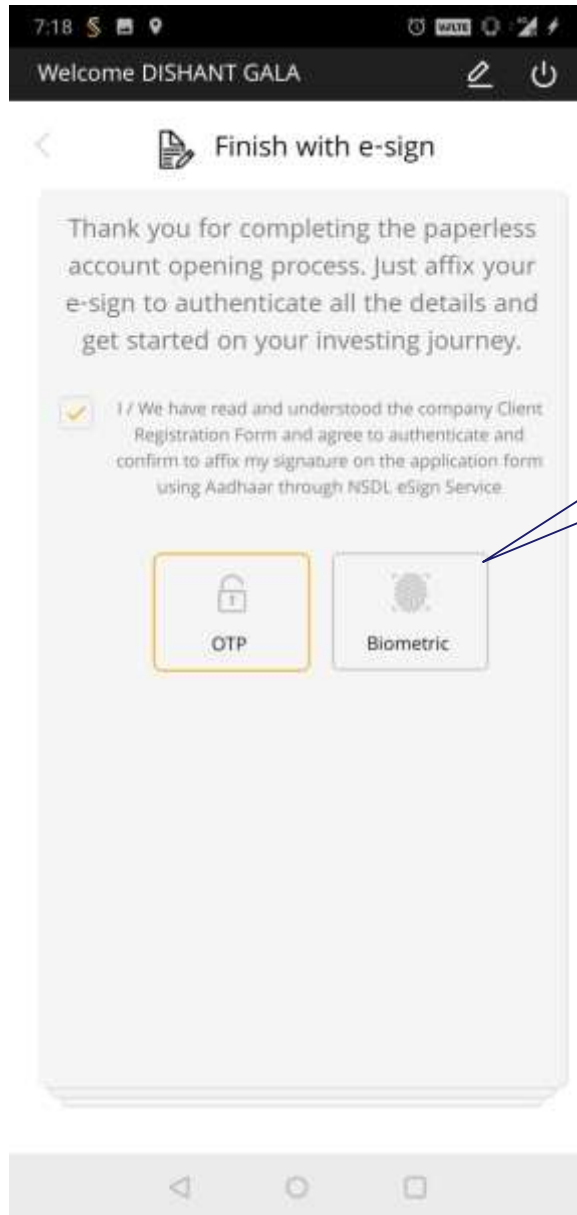 7:18
VoLTE
Welcome DISHANT GALA
Finish with e-sign
Thank you for completing the paperless
account opening process. Just affix your
e-sign to authenticate all the details and
get started on your investing journey.
I / We have read and understood the company Client
Registration Form and agree to authenticate and
confirm to affix my signature on the application form
using Aadhaar through NSDL eSign Service
OTP
Biometric